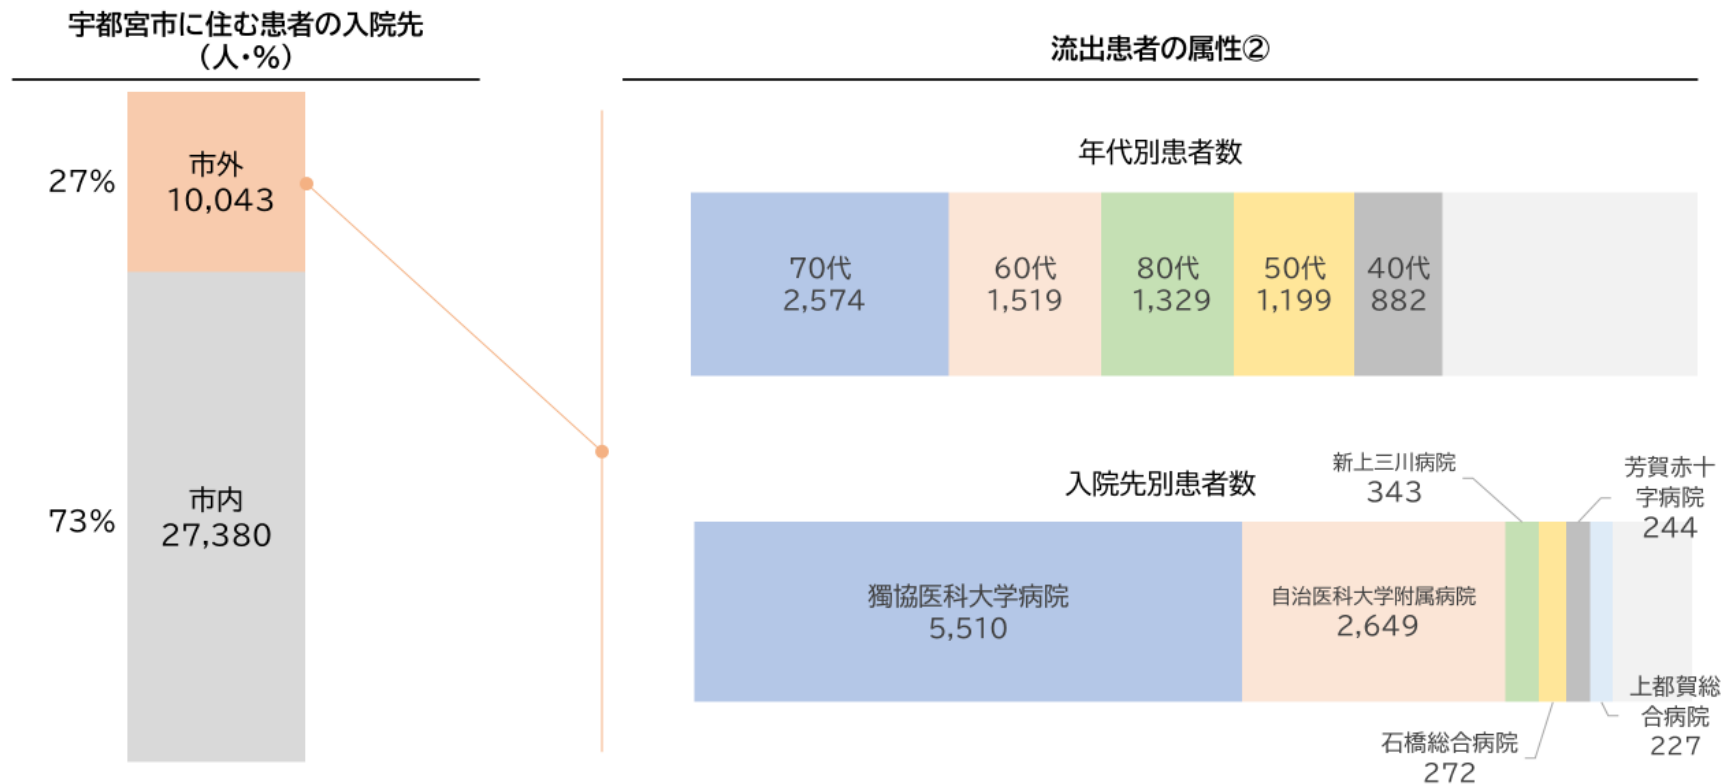 宇都宮市に住む患者の入院先
(人・%)
27%
市外
10,043
73%
市内
27,380
流出患者の属性②
年代別患者数
70代
2,574
60代
1,519
80代
1,329
50代
1,199
40代
882
入院先別患者数
獨協医科大学病院
5,510
自治医科大学附属病院
2,649
新上三川病院
343
石橋総合病院
272
芳賀赤十
字病院
244
上都賀総
合病院
227